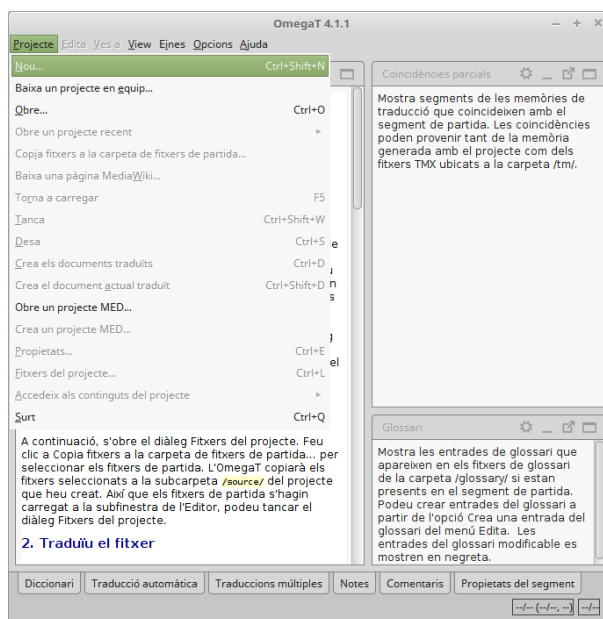 OmegaT 4.1.1
Projecte Edita Ves a View Eines Opcions Ajuda
Nou... Ctrl+Shift+N
Baixa un projecte en equip...
Obre... Ctrl+O
Obre un projecte recent
Copia fitxers a la carpeta de fitxers de partida...
Baixa una pàgina MediaWiki...
Torna a carregar F5
Tanca Ctrl+Shift+W
Desa Ctrl+S
Crea els documents traduïts Ctrl+D
Crea el document actual traduït Ctrl+Shift+D
Obre un projecte MED...
Crea un projecte MED...
Propietats... Ctrl+E
Fitxers del projecte... Ctrl+L
Accedeix als continguts del projecte
Surt Ctrl+Q
A continuació, s'obre el diàleg Fitxers del projecte. Feu
clic a Copia fitxers a la carpeta de fitxers de partida... per
seleccionar els fitxers de partida. L'OmegaT copiarà els
fitxers seleccionats a la subcarpeta /source/ del projecte
que heu creat. Així que els fitxers de partida s'hagin
carregat a la subfinestra de l'Editor, podeu tancar el
diàleg Fitxers del projecte.
2. Traduïu el fitxer
Coincidències parcials
Mostra segments de les memòries de
traducció que coincideixen amb el
segment de partida. Les coincidències
poden provenir tant de la memòria
generada amb el projecte com dels
fitxers TMX ubicats a la carpeta /tm/.
Glossari
Mostra les entrades de glossari que
apareixen en els fitxers de glossari
de la carpeta /glossary/ si estan
presents en el segment de partida.
Podeu crear entrades del glossari a
partir de l'opció Crea una entrada del
glossari del menú Edita. Les
entrades del glossari modificable es
mostren en negreta.
Diccionari Traducció automàtica Traduccions múltiples Notes Comentaris Propietats del segment
--/-- (--/--, --) --/--